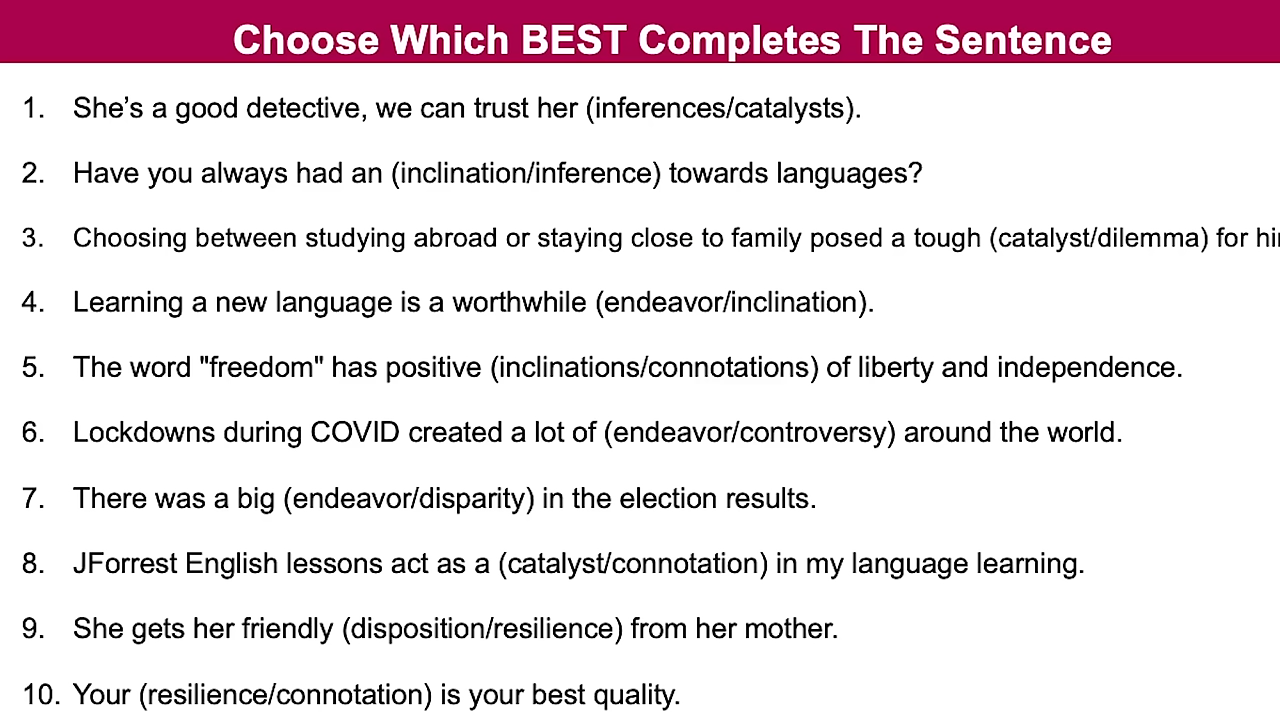 Choose Which BEST Completes The Sentence
1. She's a good detective, we can trust her (inferences/catalysts).
2. Have you always had an (inclination/inference) towards languages?
3. Choosing between studying abroad or staying close to family posed a tough (catalyst/dilemma) for
4. Learning a new language is a worthwhile (endeavor/inclination).
5. The word "freedom" has positive (inclinations/connotations) of liberty and independence.
6. Lockdowns during COVID created a lot of (endeavor/controversy) around the world.
7. There was a big (endeavor/disparity) in the election results.
8. JForrest English lessons act as a (catalyst/connotation) in my language learning.
9. She gets her friendly (disposition/resilience) from her mother.
10. Your (resilience/connotation) is your best quality.